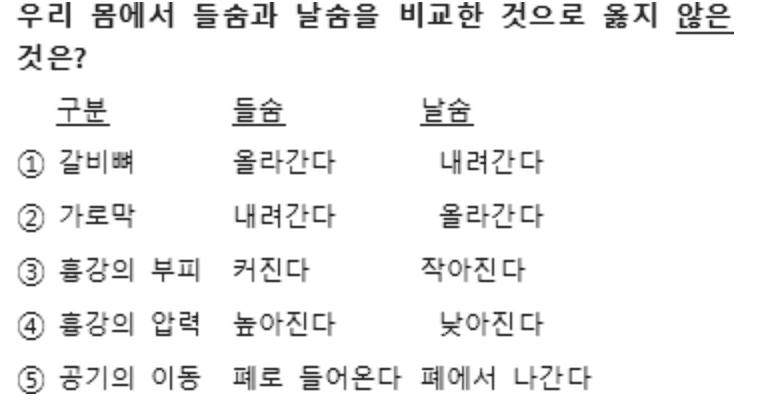 우리 몸에서 들숨과 날숨을 비교한 것으로 옳지 않은
것은?
구분 들숨 날숨
① 갈비뼈 올라간다 내려간다
② 가로막 내려간다 올라간다
③ 흉강의 부피 커진다 작아진다
④ 흉강의 압력 높아진다 낮아진다
⑤ 공기의 이동 폐로 들어온다 폐에서 나간다